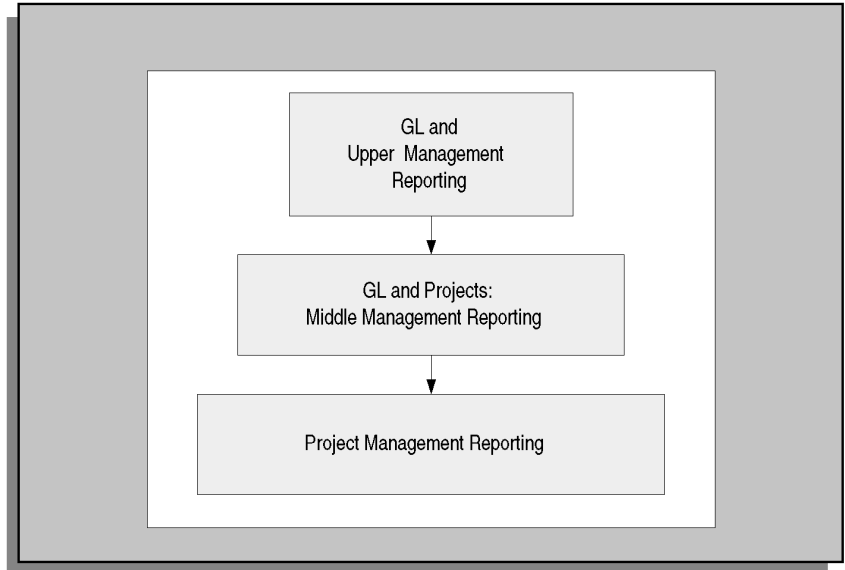 GL and
Upper Management
Reporting
GL and Projects:
Middle Management Reporting
Project Management Reporting